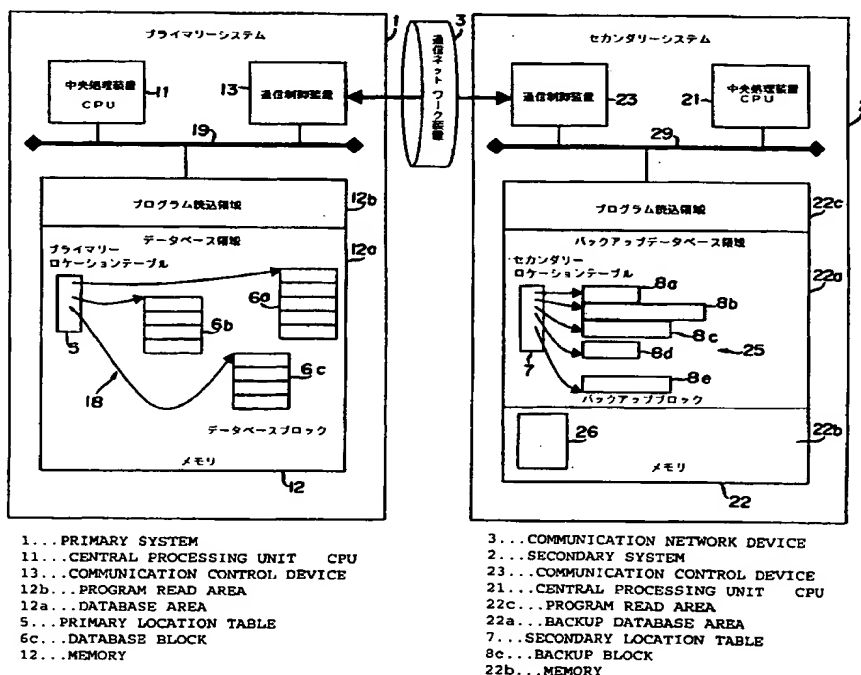 プライマリーシステム
1
中央処理装置
CPU
11
13
通信制御装置
19
プログラム読込領域
12b
データベース領域
12a
プライマリー
ロケーションテーブル
5
6a
6b
6c
18
データベースブロック
メモリ
12
3
通信ネットワーク装置
セカンダリーシステム
2
通信制御装置
23
21
中央処理装置
CPU
29
プログラム読込領域
22c
バックアップデータベース領域
22a
セカンダリー
ロケーションテーブル
7
8a
8b
8c
8d
8e
25
バックアップブロック
26
22b
メモリ
22
1...PRIMARY SYSTEM
11...CENTRAL PROCESSING UNIT CPU
13...COMMUNICATION CONTROL DEVICE
12b...PROGRAM READ AREA
12a...DATABASE AREA
5...PRIMARY LOCATION TABLE
6c...DATABASE BLOCK
12...MEMORY
3...COMMUNICATION NETWORK DEVICE
2...SECONDARY SYSTEM
23...COMMUNICATION CONTROL DEVICE
21...CENTRAL PROCESSING UNIT CPU
22c...PROGRAM READ AREA
22a...BACKUP DATABASE AREA
7...SECONDARY LOCATION TABLE
8e...BACKUP BLOCK
22b...MEMORY